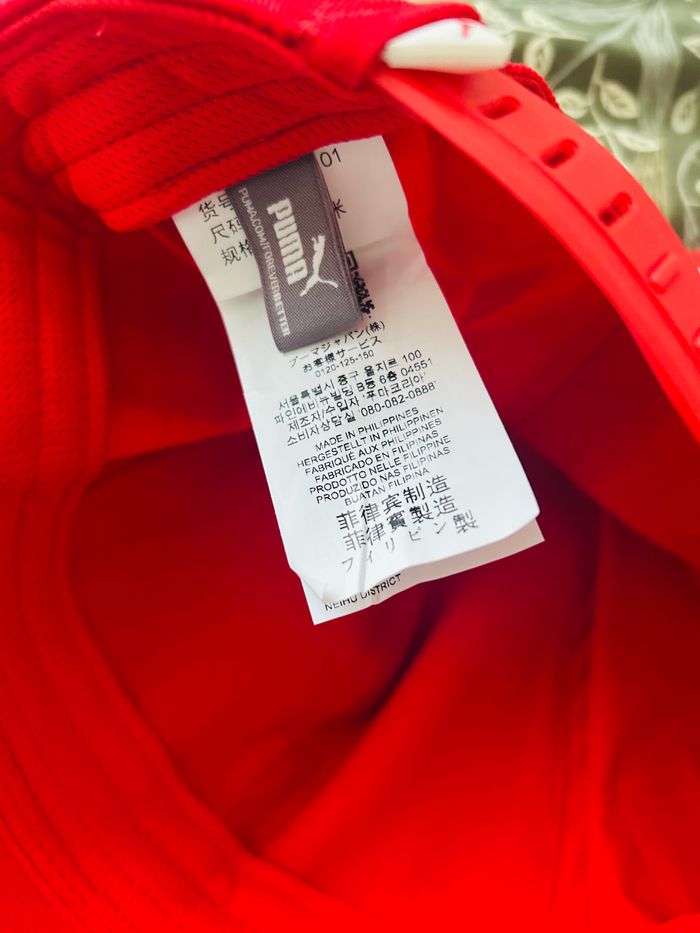 01
货号
尺码
规格
米
PUMA
PUMA.COM/FOREVERBETTER
プーマジャパン(株)
お客様サービス
0120-125-150
서울특별시 중구 을지로 100
파인에비뉴빌딩 B동 6층 04551
제조자/수입자 '푸마코리아'
소비자상담실 '080-082-0888'
MADE IN PHILIPPINES
HERGESTELLT IN PHILIPPINEN
FABRIQUÉ AUX PHILIPPINES
FABRICADO EN FILIPINAS
PRODOTTO NELLE FILIPPINE
PRODUZIDO NAS FILIPINAS
BUATAN FILIPINA
菲律宾制造
菲律賓製造
フィリピン製
NEIHU DISTRICT